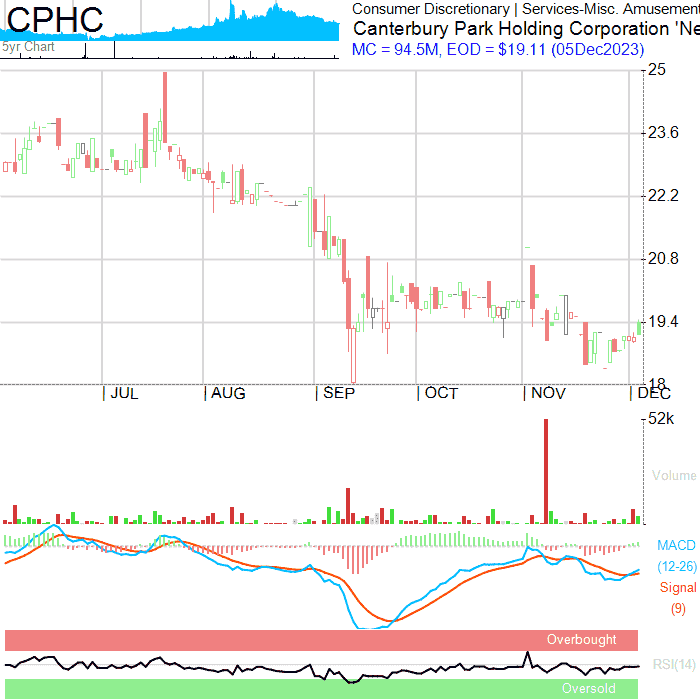 CPHC
5yr Chart
Consumer Discretionary | Services-Misc. Amusement
Canterbury Park Holding Corporation 'Ne
MC = 94.5M, EOD = $19.11 (05Dec2023)
25
23.6
22.2
20.8
19.4
18
| JUL | AUG | SEP | OCT | NOV | DEC
52k
Volume
MACD
(12-26)
Signal
(9)
Overbought
RSI(14)
Oversold